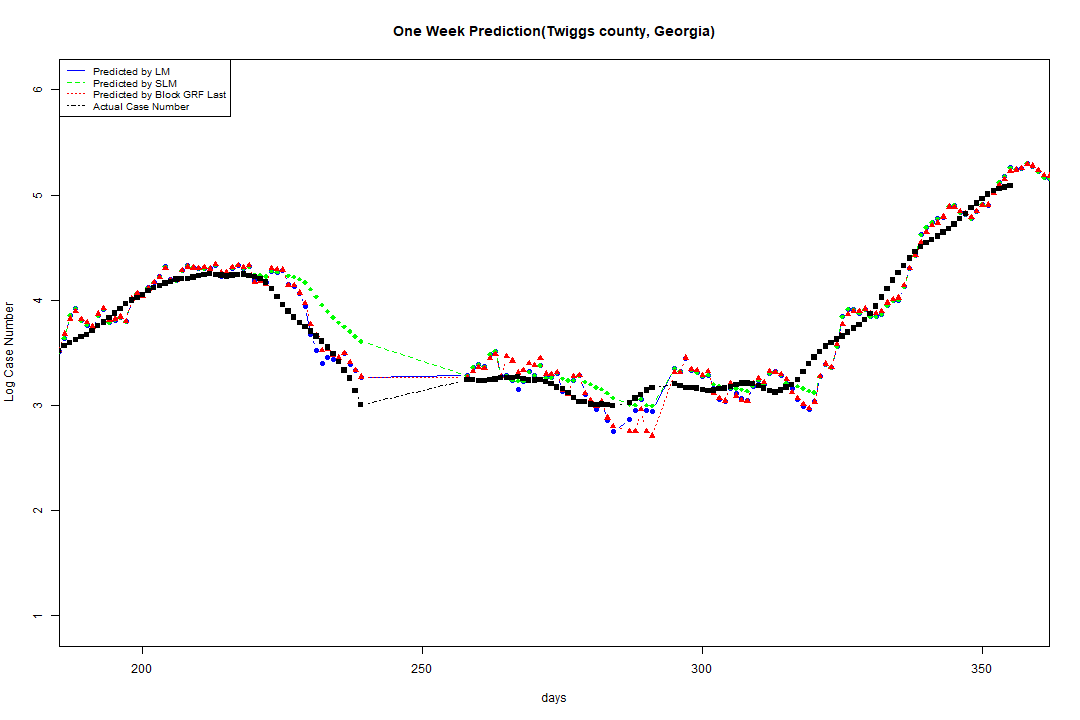 One Week Prediction(Twiggs county, Georgia)
Predicted by LM
Predicted by SLM
Predicted by Block GRF Last
Actual Case Number
6
5
4
3
2
1
Log Case Number
200
250
300
350
days